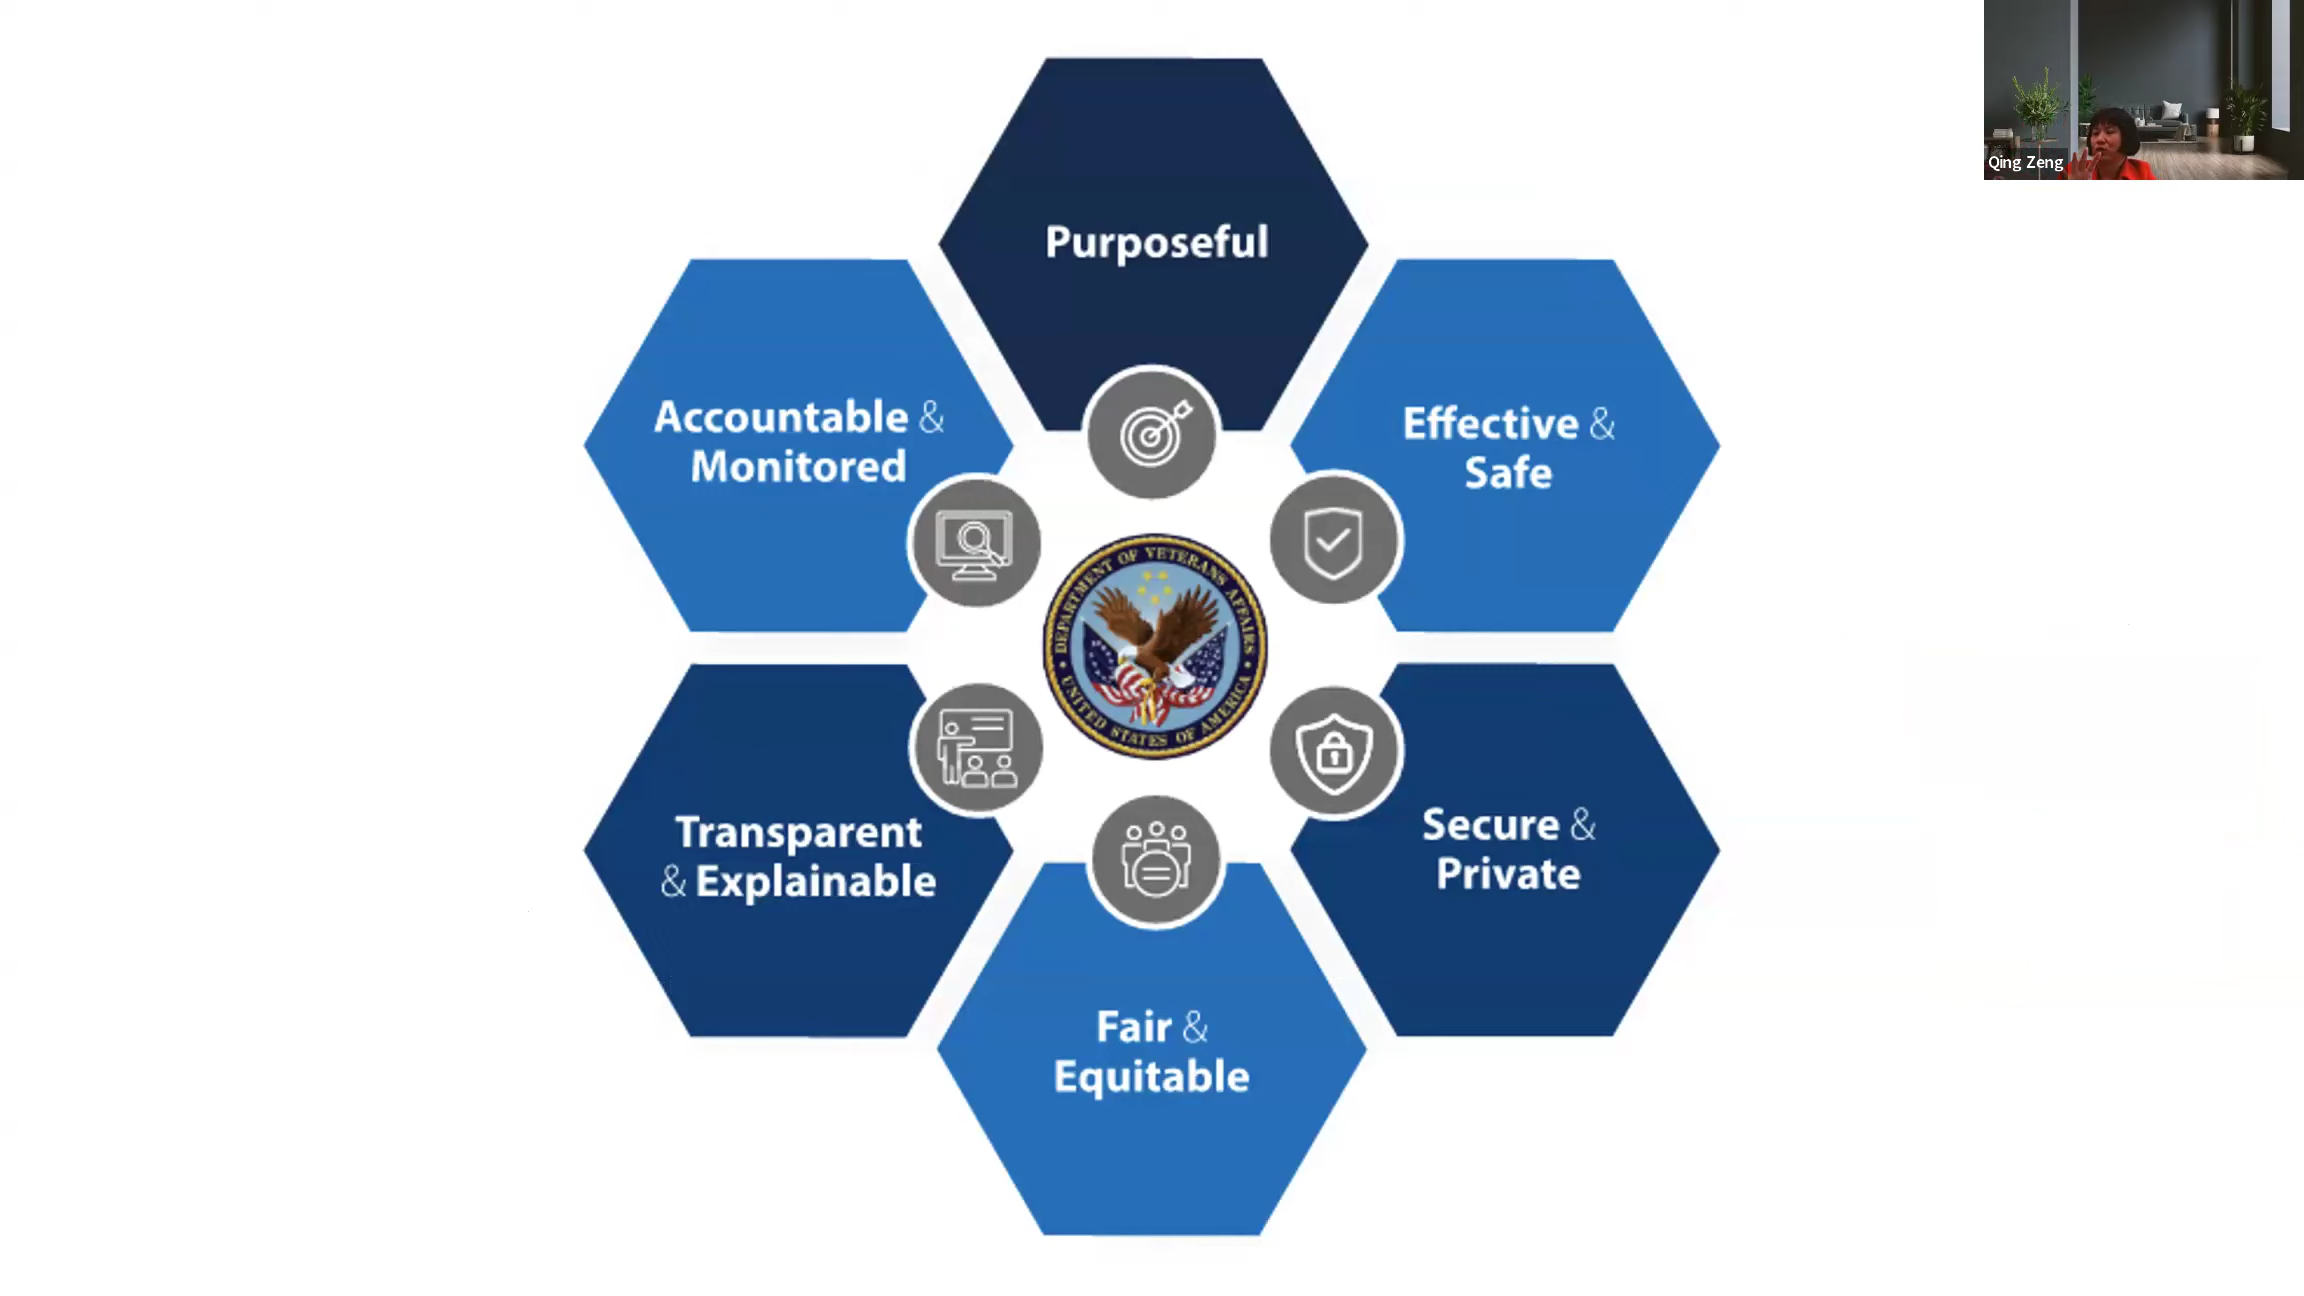 Qing Zeng
Purposeful
Effective &
Safe
Secure &
Private
Fair &
Equitable
Transparent
& Explainable
Accountable &
Monitored
DEPARTMENT OF VETERANS AFFAIRS
UNITED STATES OF AMERICA